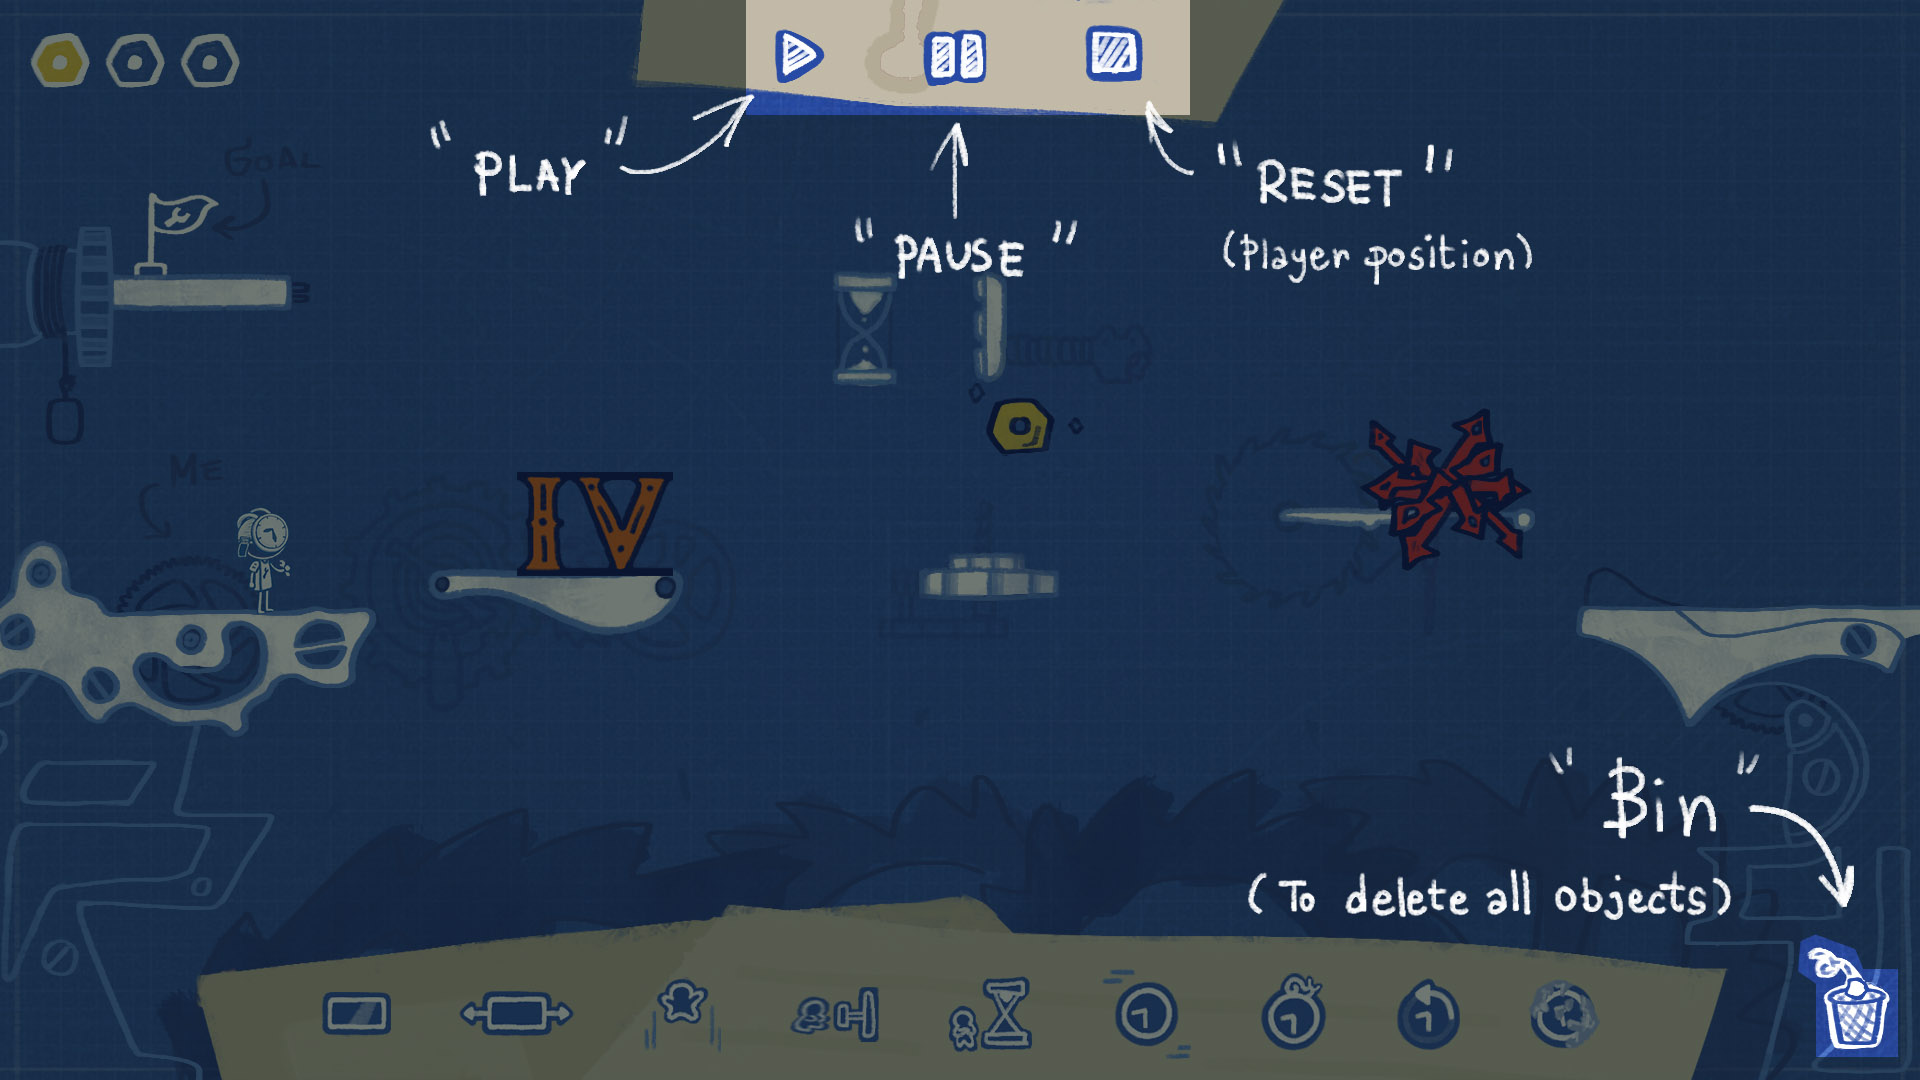 " PLAY "
" PAUSE "
" RESET "
(Player position)
GOAL
ME
IV
" Bin "
(To delete all objects)